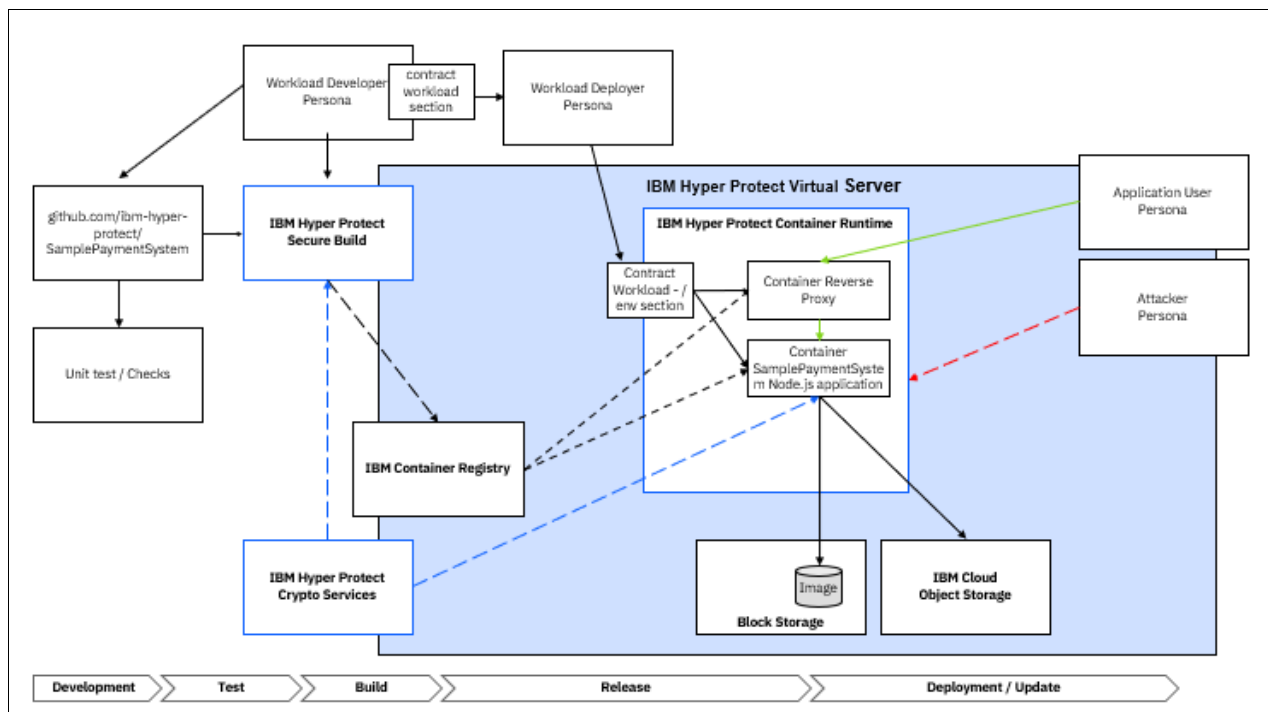 Workload Developer
Persona
contract
workload
section
Workload Deployer
Persona
IBM Hyper Protect Virtual Server
Application User
Persona
github.com/ibm-hyper-
protect/
SamplePaymentSystem
IBM Hyper Protect
Secure Build
IBM Hyper Protect Container Runtime
Contract
Workload - /
env section
Container Reverse
Proxy
Attacker
Persona
Unit test / Checks
Container
SamplePaymentSyste
m Node.js application
IBM Container Registry
IBM Hyper Protect
Crypto Services
Image
Block Storage
IBM Cloud
Object Storage
Development
Test
Build
Release
Deployment / Update